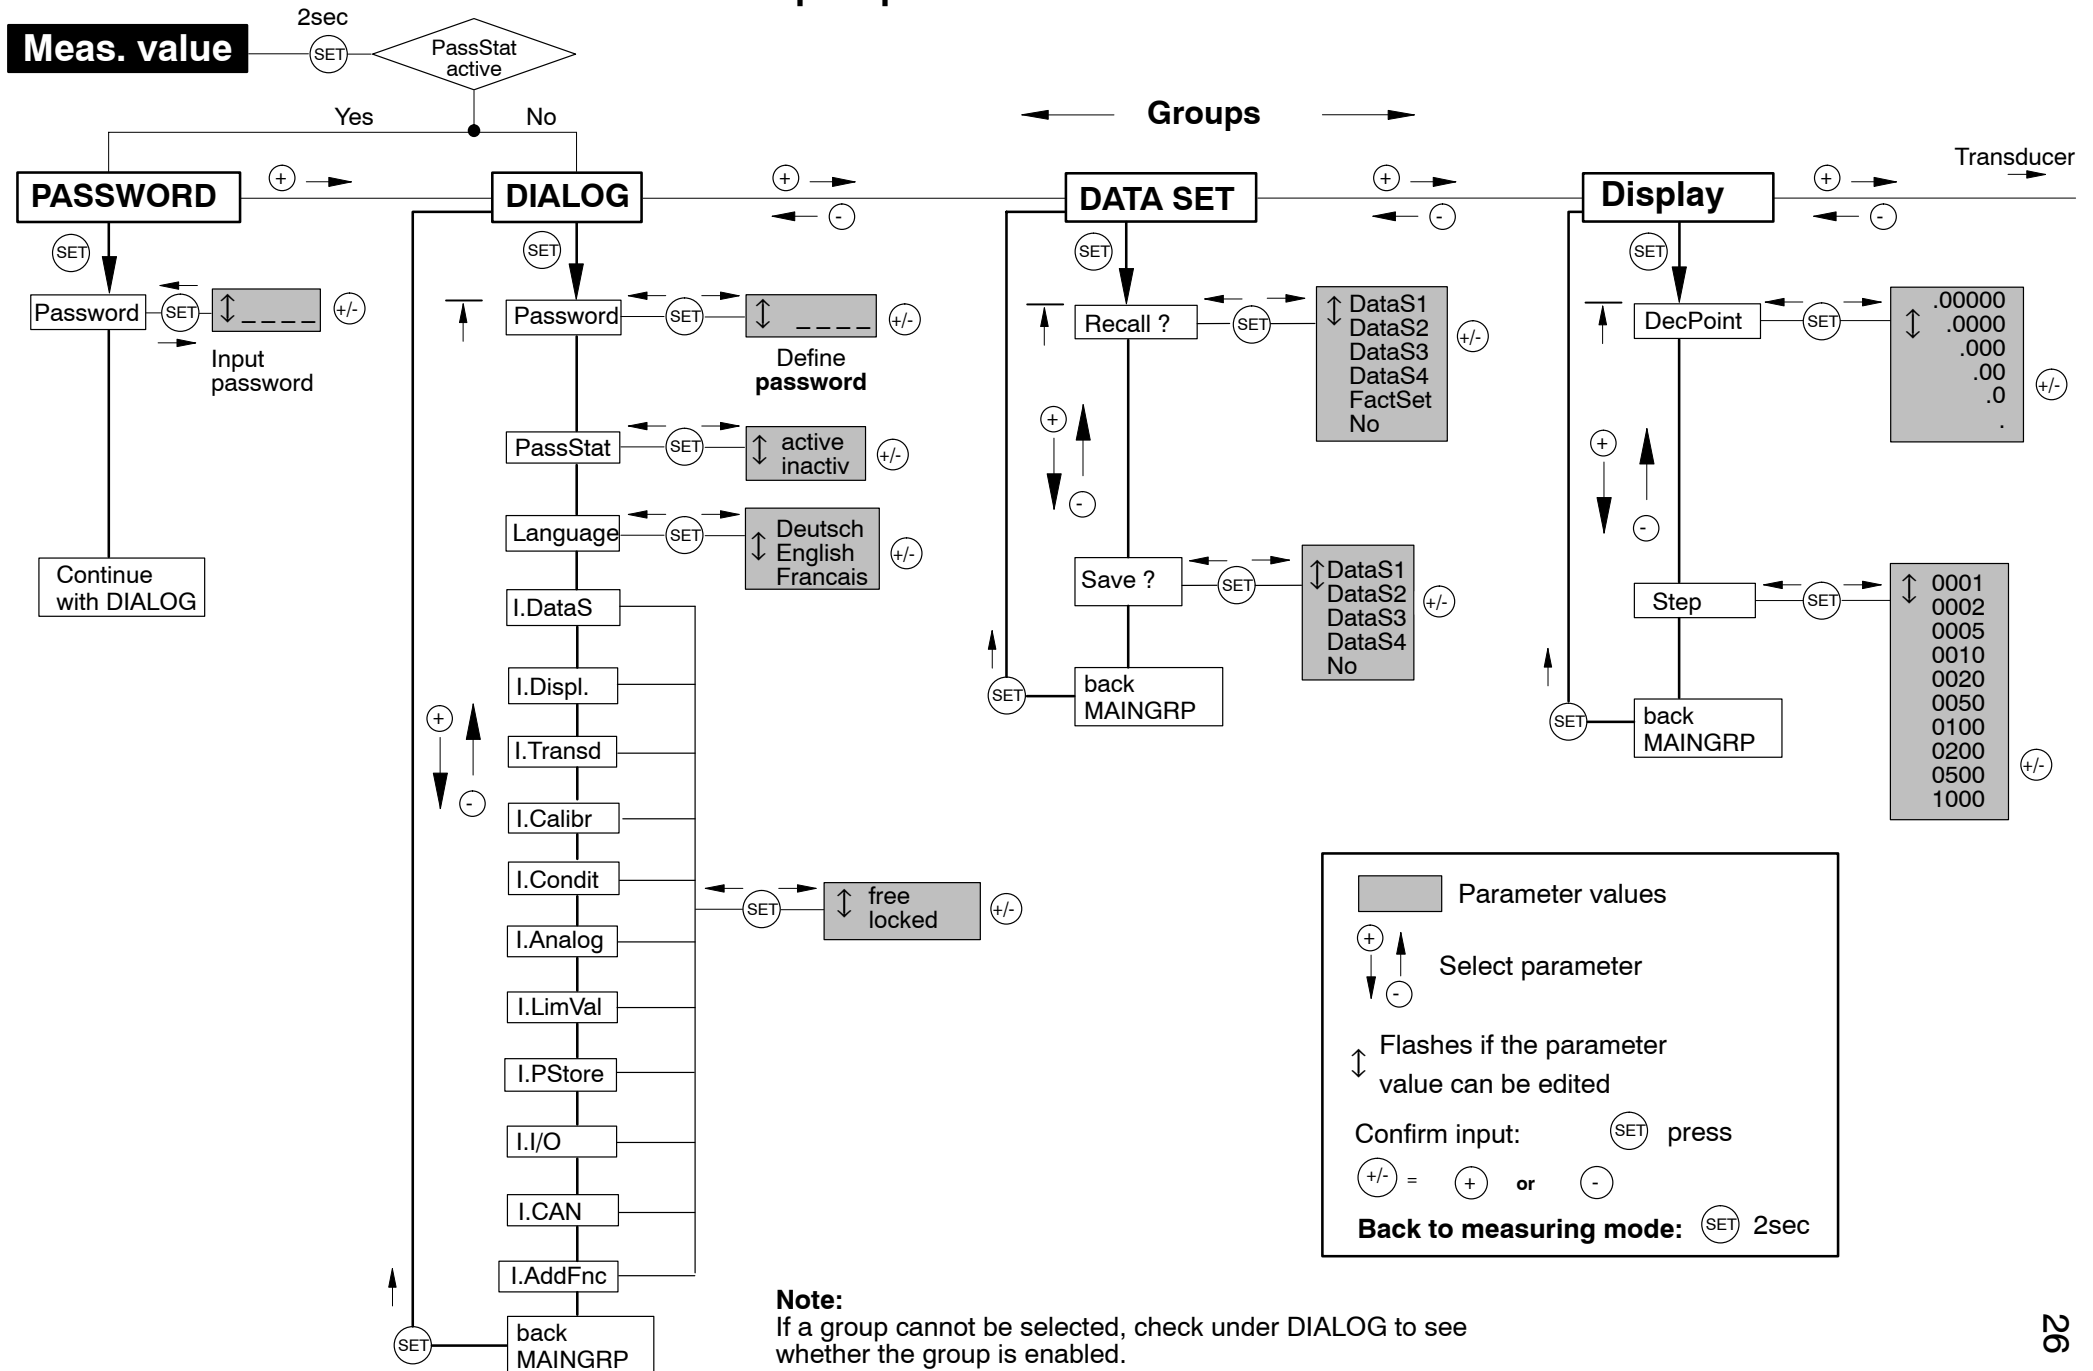 2sec
Meas. value
SET
PassStat
active
Yes
No
Groups
Transducer
PASSWORD
+
DIALOG
+
-
DATA SET
+
-
Display
+
-
SET
Password
SET
_ _ _ _
+/-
Input
password
Continue
with DIALOG
SET
Password
SET
_ _ _ _
+/-
Define
password
PassStat
SET
active
inactiv
+/-
Language
SET
Deutsch
English
Francais
+/-
I.DataS
I.Displ.
I.Transd
I.Calibr
I.Condit
I.Analog
I.LimVal
I.PStore
I.I/O
I.CAN
I.AddFnc
+
-
SET
free
locked
+/-
SET
back
MAINGRP
SET
Recall ?
SET
DataS1
DataS2
DataS3
DataS4
FactSet
No
+/-
+
-
Save ?
SET
DataS1
DataS2
DataS3
DataS4
No
+/-
SET
back
MAINGRP
SET
DecPoint
SET
.00000
.0000
.000
.00
.0
.
+/-
+
-
Step
SET
0001
0002
0005
0010
0020
0050
0100
0200
0500
1000
+/-
SET
back
MAINGRP
Parameter values
+
-
Select parameter
Flashes if the parameter
value can be edited
Confirm input: SET press
+/- = + or -
Back to measuring mode: SET 2sec
Note:
If a group cannot be selected, check under DIALOG to see
whether the group is enabled.
26